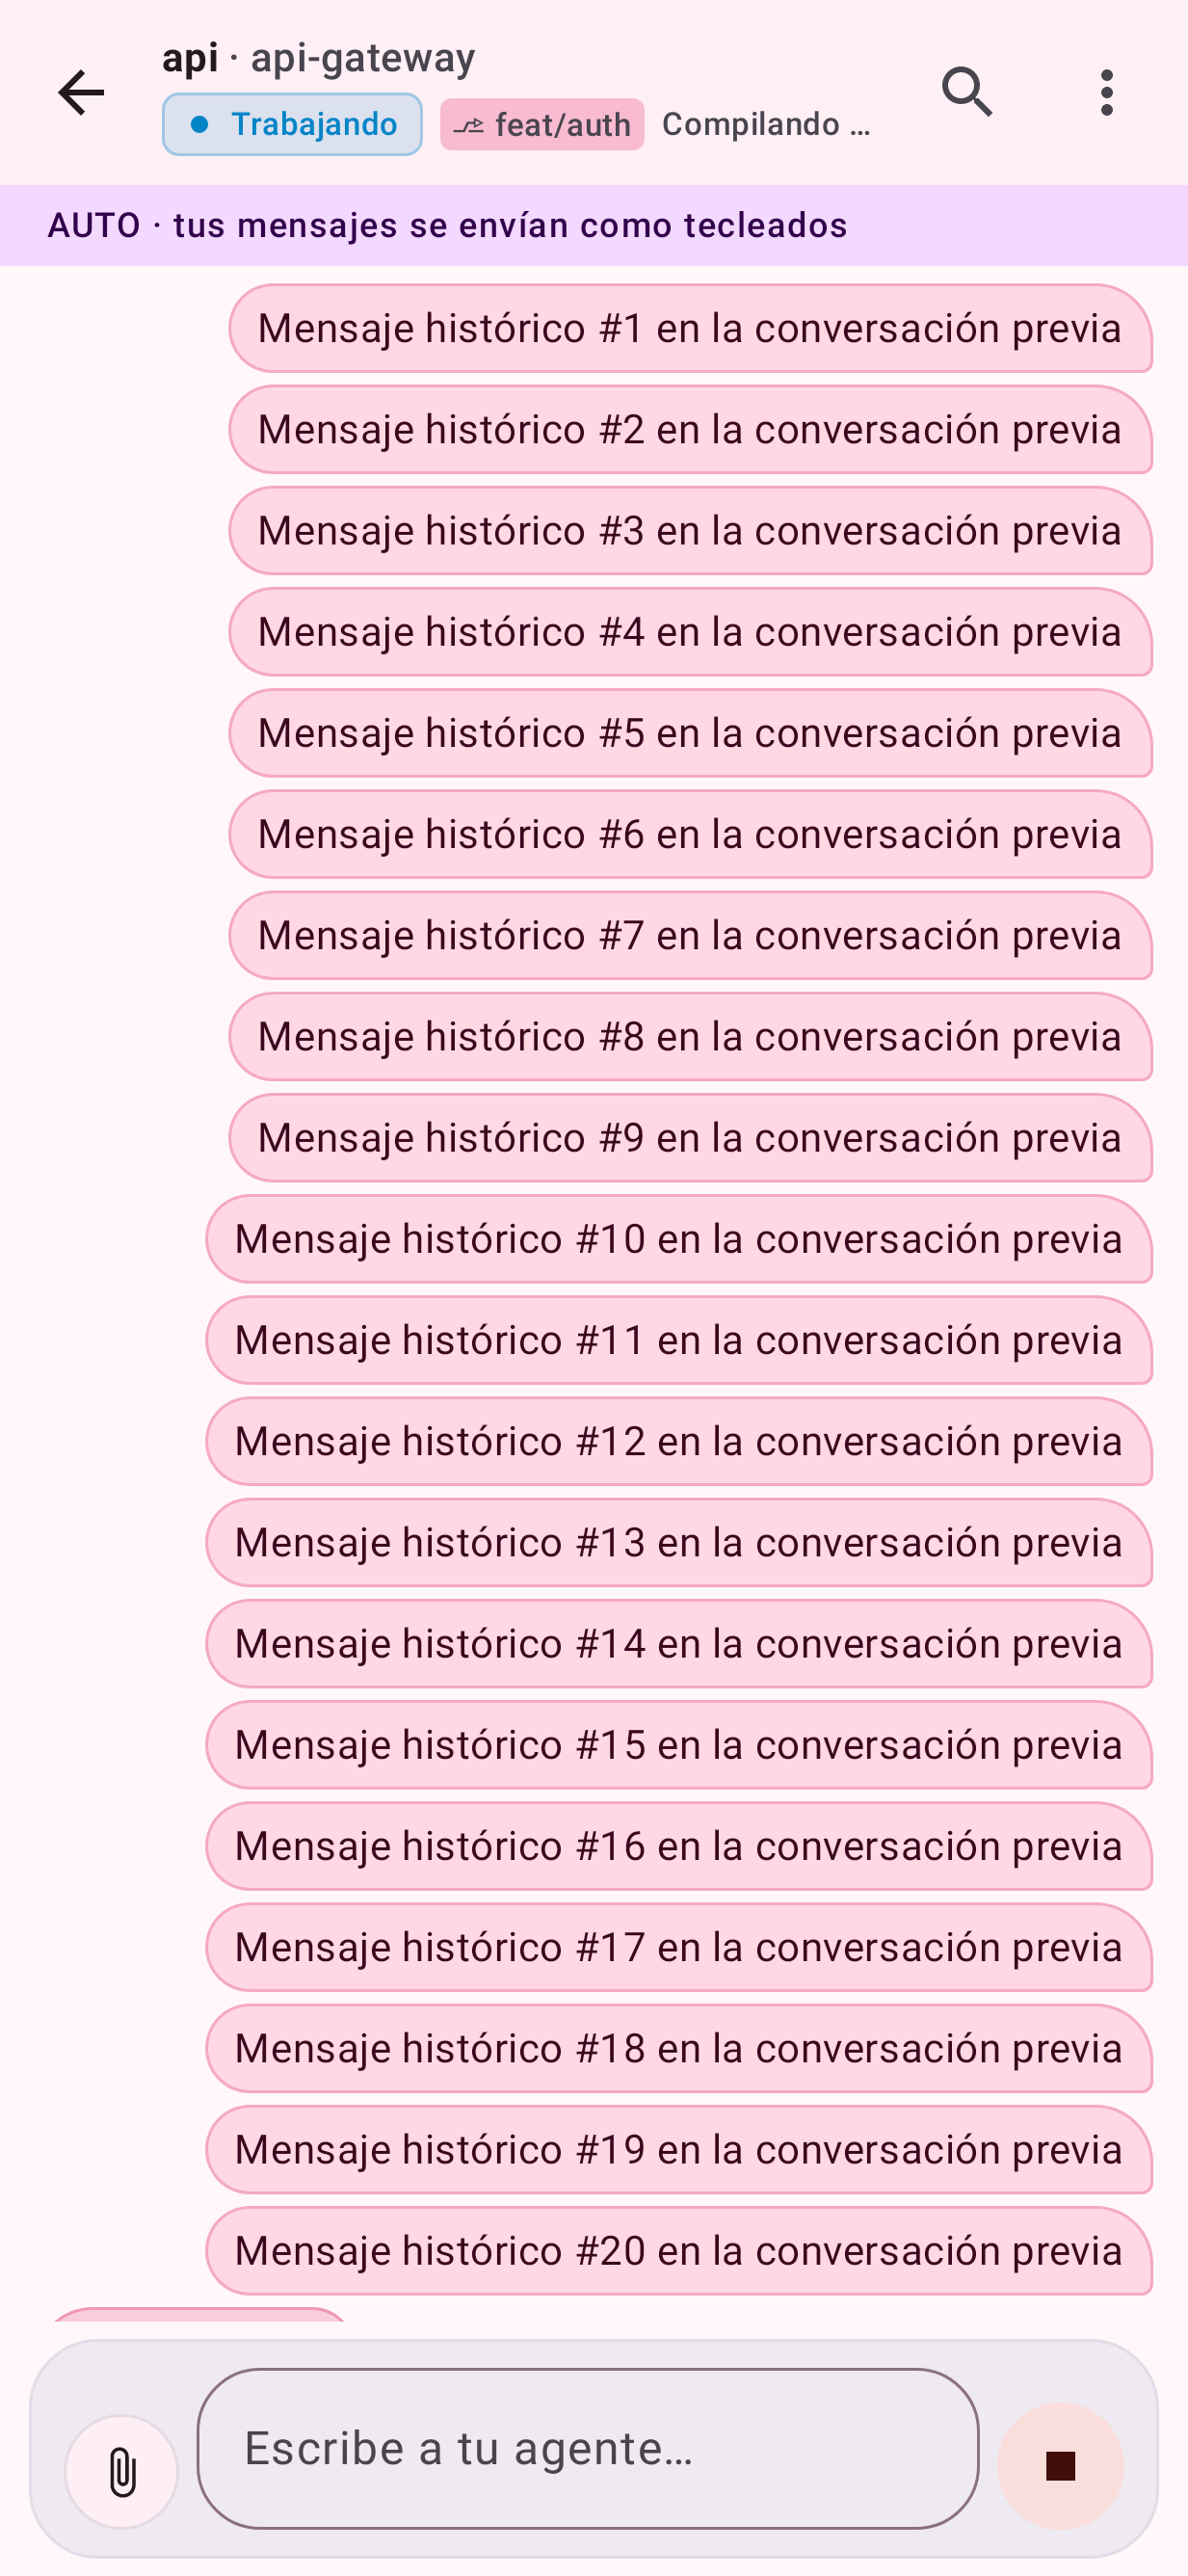 api · api-gateway
Trabajando feat/auth Compilando …
AUTO · tus mensajes se envían como tecleados
Mensaje histórico #1 en la conversación previa
Mensaje histórico #2 en la conversación previa
Mensaje histórico #3 en la conversación previa
Mensaje histórico #4 en la conversación previa
Mensaje histórico #5 en la conversación previa
Mensaje histórico #6 en la conversación previa
Mensaje histórico #7 en la conversación previa
Mensaje histórico #8 en la conversación previa
Mensaje histórico #9 en la conversación previa
Mensaje histórico #10 en la conversación previa
Mensaje histórico #11 en la conversación previa
Mensaje histórico #12 en la conversación previa
Mensaje histórico #13 en la conversación previa
Mensaje histórico #14 en la conversación previa
Mensaje histórico #15 en la conversación previa
Mensaje histórico #16 en la conversación previa
Mensaje histórico #17 en la conversación previa
Mensaje histórico #18 en la conversación previa
Mensaje histórico #19 en la conversación previa
Mensaje histórico #20 en la conversación previa
Escribe a tu agente…